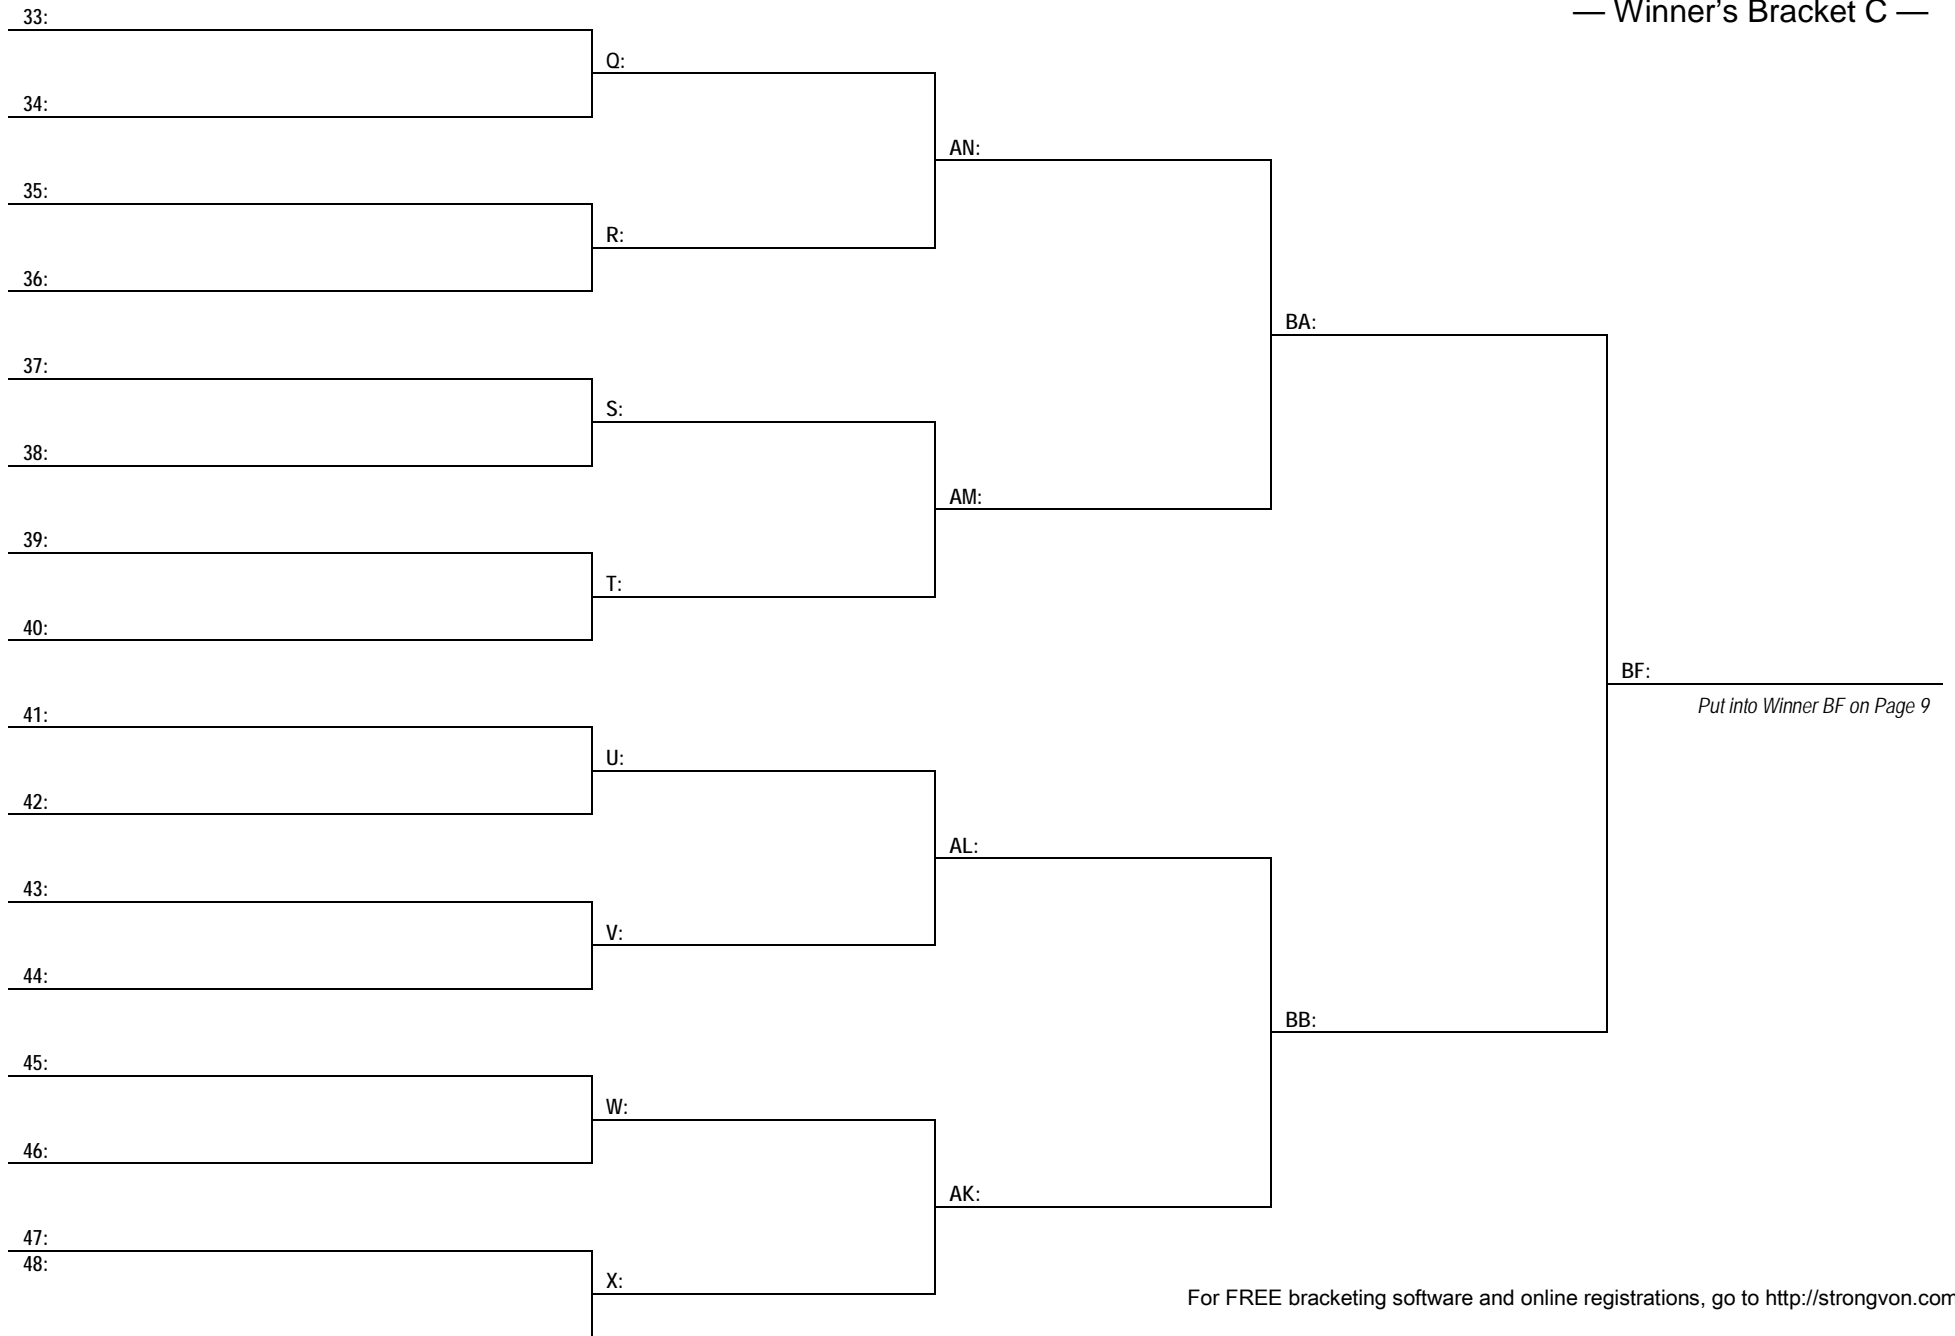 — Winner's Bracket C —
33:
Q:
34:
AN:
35:
R:
36:
BA:
37:
S:
38:
AM:
39:
T:
40:
BF:
Put into Winner BF on Page 9
41:
U:
42:
AL:
43:
V:
44:
BB:
45:
W:
46:
AK:
47:
48:
X:
For FREE bracketing software and online registrations, go to http://strongvon.com